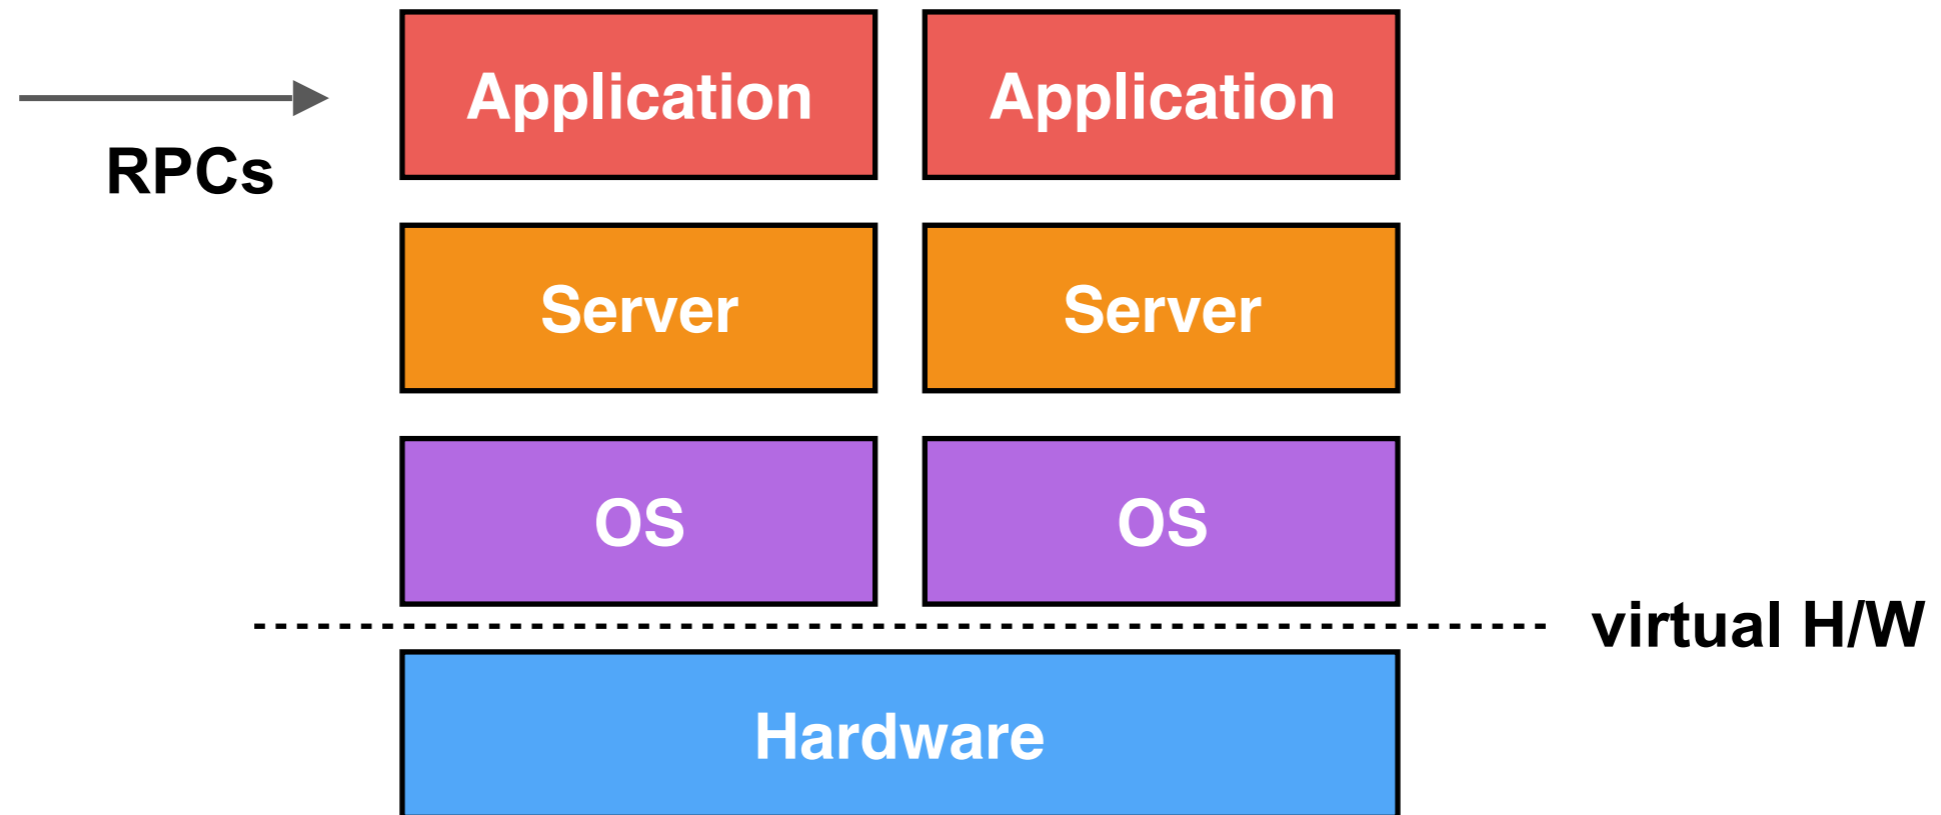 Application
Application
RPCs
Server
Server
OS
OS
virtual H/W
Hardware